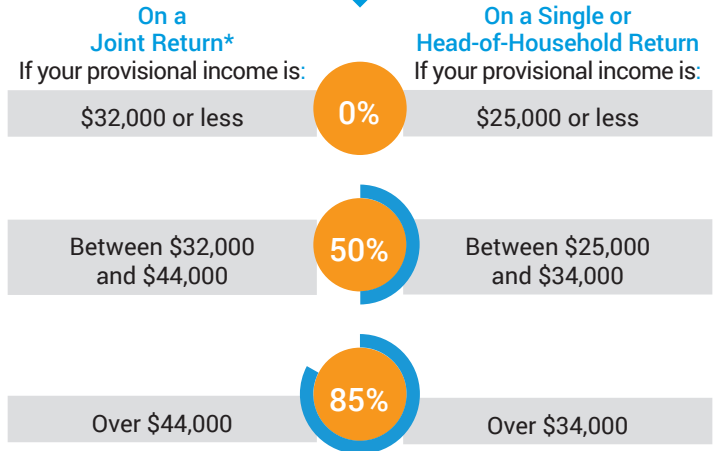 On a
Joint Return*
If your provisional income is:
On a Single or
Head-of-Household Return
If your provisional income is:
$32,000 or less
0%
$25,000 or less
Between $32,000
and $44,000
50%
Between $25,000
and $34,000
Over $44,000
85%
Over $34,000